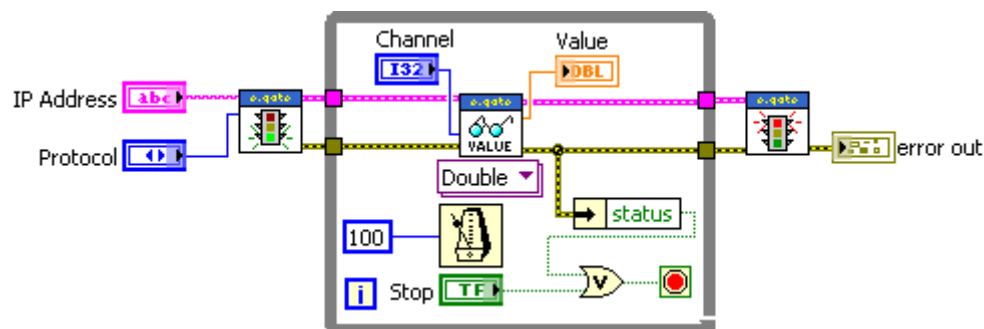 Channel
Value
I32
DBL
IP Address
abc
e.gate
e.gate
e.gate
Protocol
VALUE
error out
Double
status
100
i
Stop
TF
V